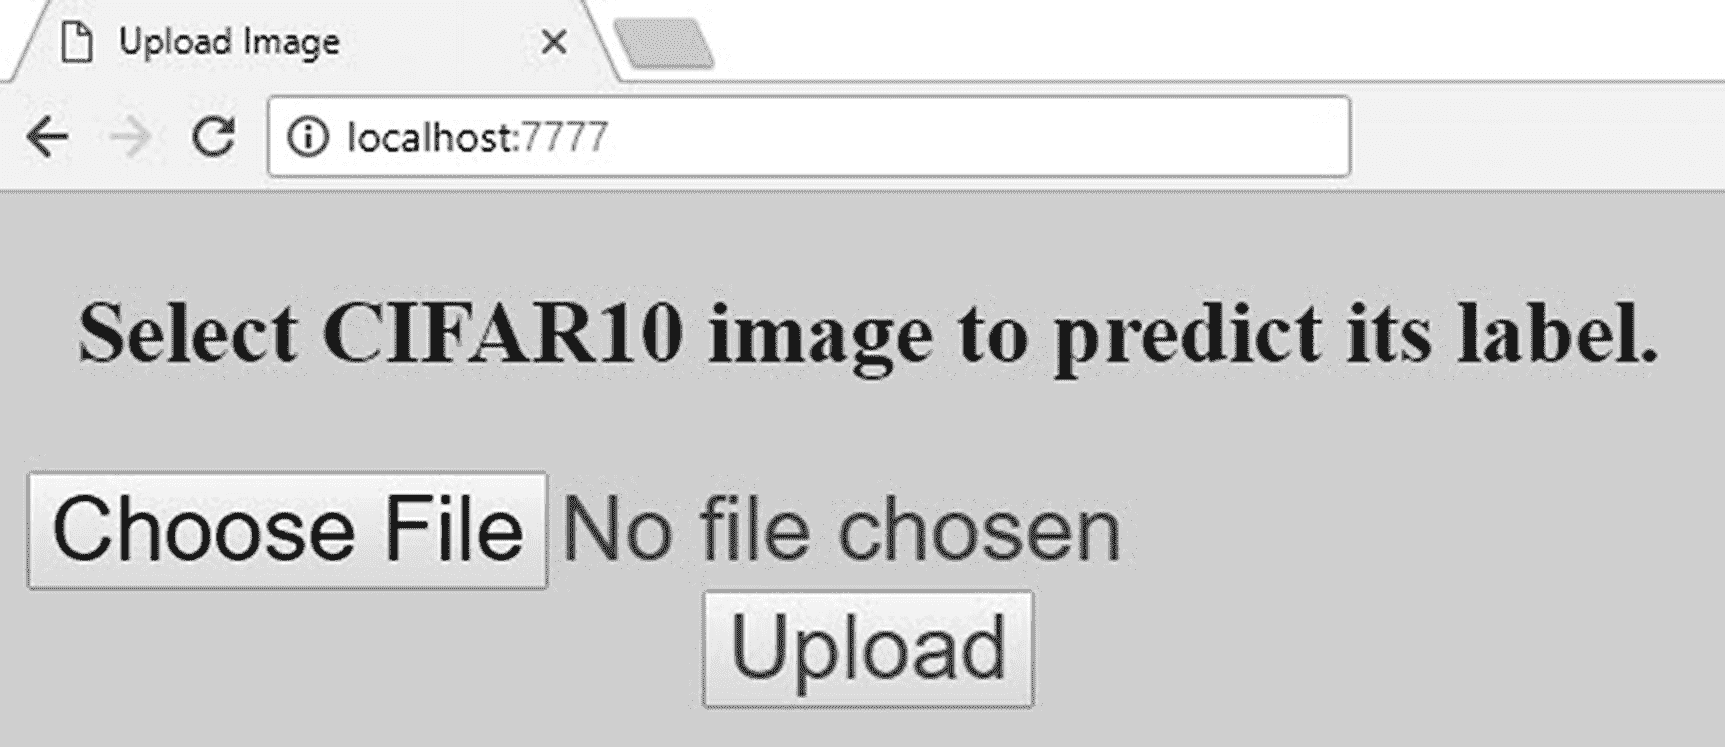 Upload Image
localhost:7777
Select CIFAR10 image to predict its label.
Choose File No file chosen
Upload